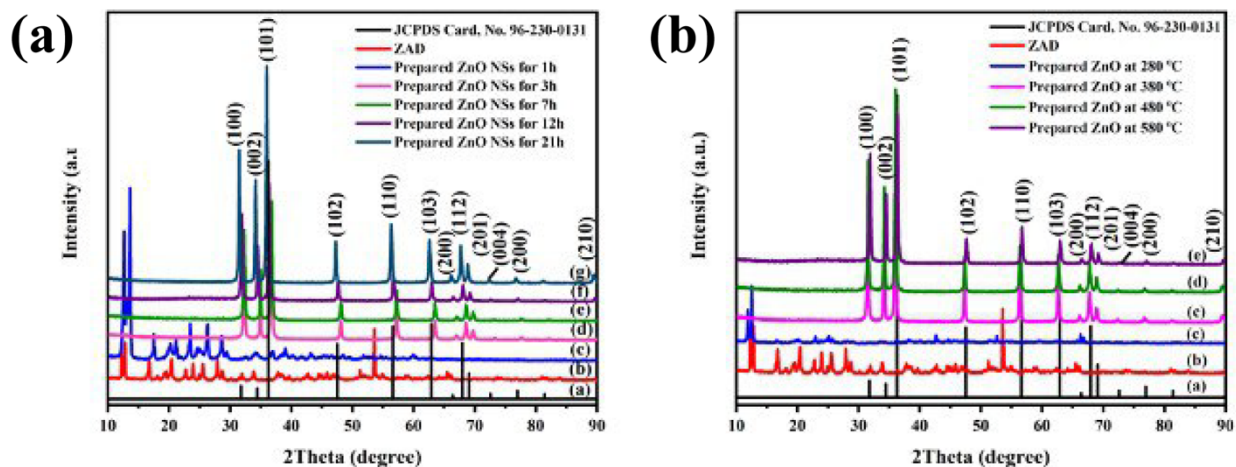 (a)
JCPDS Card, No. 96-230-0131
ZAD
Prepared ZnO NSs for 1h
Prepared ZnO NSs for 3h
Prepared ZnO NSs for 7h
Prepared ZnO NSs for 12h
Prepared ZnO NSs for 21h
(100)
(002)
(101)
(102)
(110)
(103)
(200)
(112)
(201)
(004)
(200)
(210)
(g)
(f)
(e)
(d)
(c)
(b)
(a)
Intensity (a.u
10 20 30 40 50 60 70 80 90
2Theta (degree)
(b)
JCPDS Card, No. 96-230-0131
ZAD
Prepared ZnO at 280 °C
Prepared ZnO at 380 °C
Prepared ZnO at 480 °C
Prepared ZnO at 580 °C
(100)
(002)
(101)
(102)
(110)
(103)
(200)
(112)
(201)
(004)
(200)
(210)
(e)
(d)
(c)
(c)
(b)
(a)
Intensity (a.u.)
10 20 30 40 50 60 70 80 90
2Theta (degree)